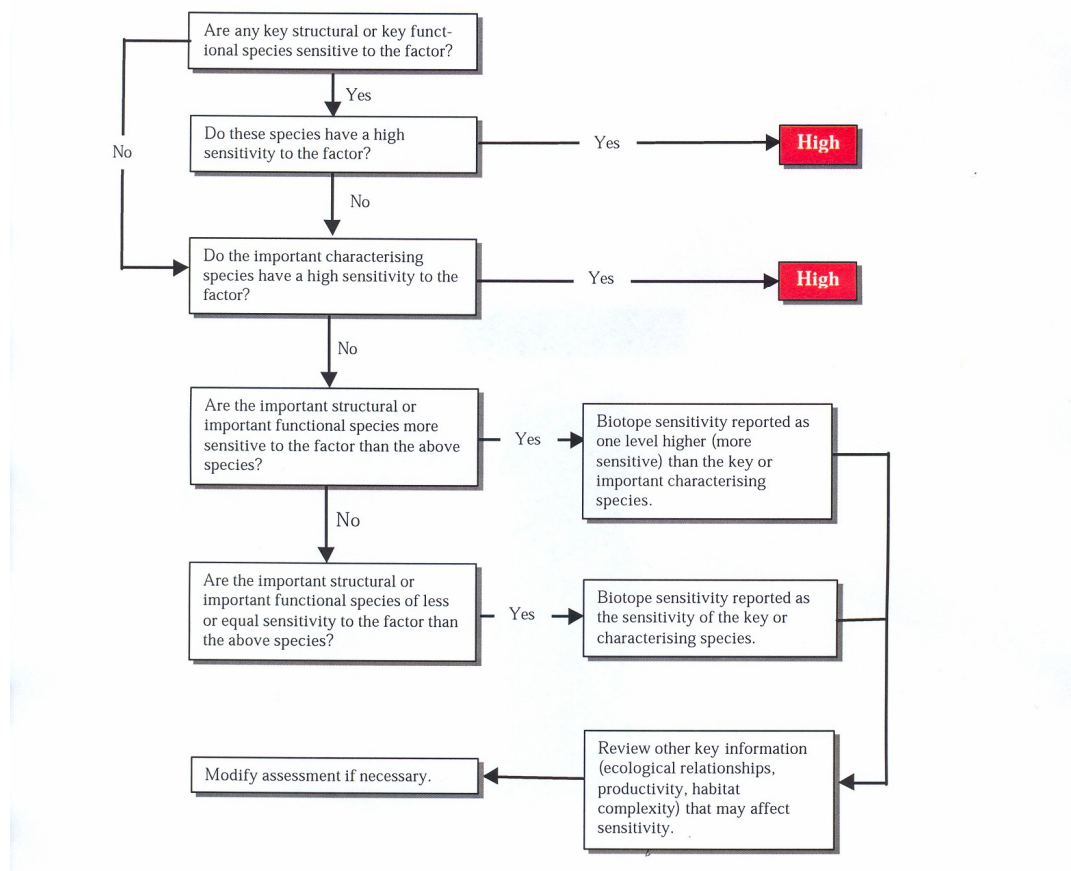 Are any key structural or key funct-
ional species sensitive to the factor?
Yes
Do these species have a high
sensitivity to the factor?
Yes
High
No
No
Do the important characterising
species have a high sensitivity to the
factor?
Yes
High
No
Are the important structural or
important functional species more
sensitive to the factor than the above
species?
Yes
Biotope sensitivity reported as
one level higher (more
sensitive) than the key or
important characterising
species.
No
Are the important structural or
important functional species of less
or equal sensitivity to the factor than
the above species?
Yes
Biotope sensitivity reported as
the sensitivity of the key or
characterising species.
Review other key information
(ecological relationships,
productivity, habitat
complexity) that may affect
sensitivity.
Modify assessment if necessary.